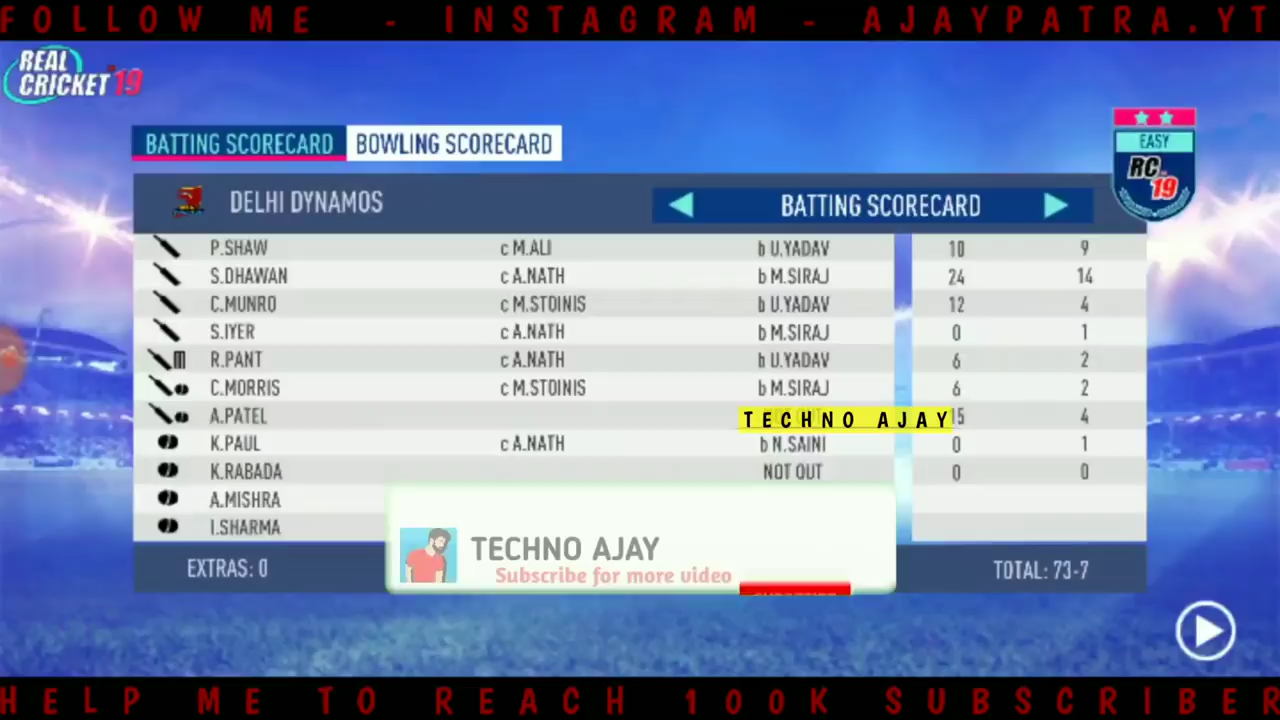 FOLLOW ME - INSTAGRAM - AJAYPATRA.YT
REAL
CRICKET'19
BATTING SCORECARD BOWLING SCORECARD
EASY
RC 19
DELHI DYNAMOS BATTING SCORECARD
P.SHAW c M.ALI b U.YADAV 10 9
S.DHAWAN c A.NATH b M.SIRAJ 24 14
C.MUNRO c M.STOINIS b U.YADAV 12 4
S.IYER c A.NATH b M.SIRAJ 0 1
R.PANT c A.NATH b U.YADAV 6 2
C.MORRIS c M.STOINIS b M.SIRAJ 6 2
A.PATEL TECHNO AJAY 15 4
K.PAUL c A.NATH b N.SAINI 0 1
K.RABADA NOT OUT 0 0
A.MISHRA
I.SHARMA
TECHNO AJAY
Subscribe for more video
EXTRAS: 0 TOTAL: 73-7
HELP ME TO REACH 100K SUBSCRIBER